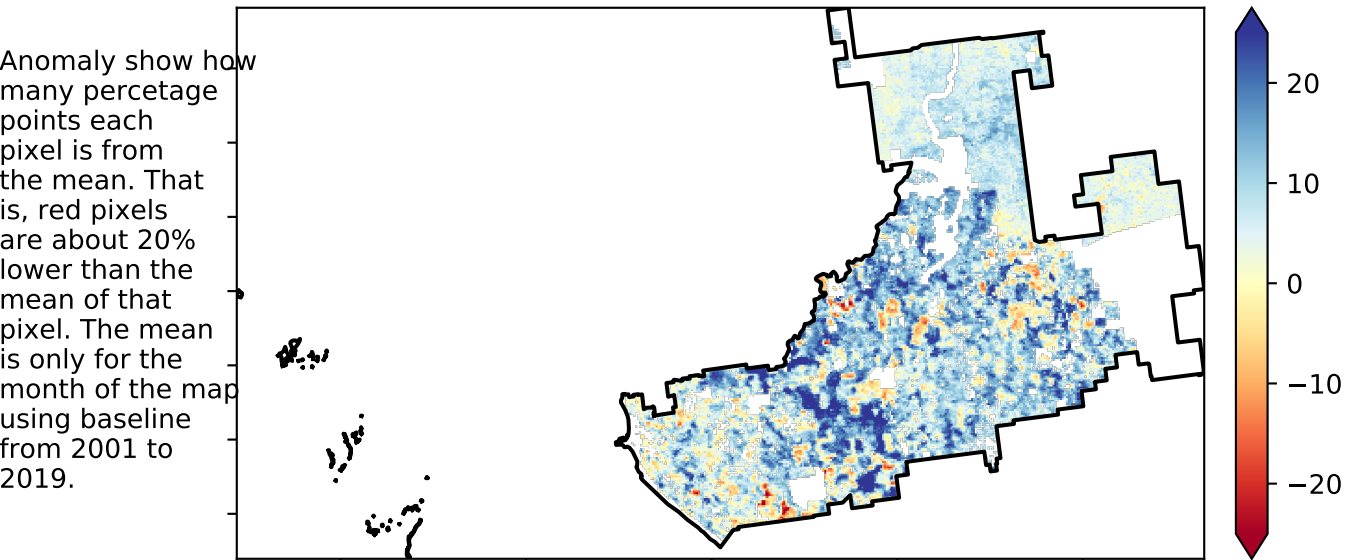 Anomaly show how
many percetage
points each
pixel is from
the mean. That
is, red pixels
are about 20%
lower than the
mean of that
pixel. The mean
is only for the
month of the map
using baseline
from 2001 to
2019.
20
10
0
−10
−20